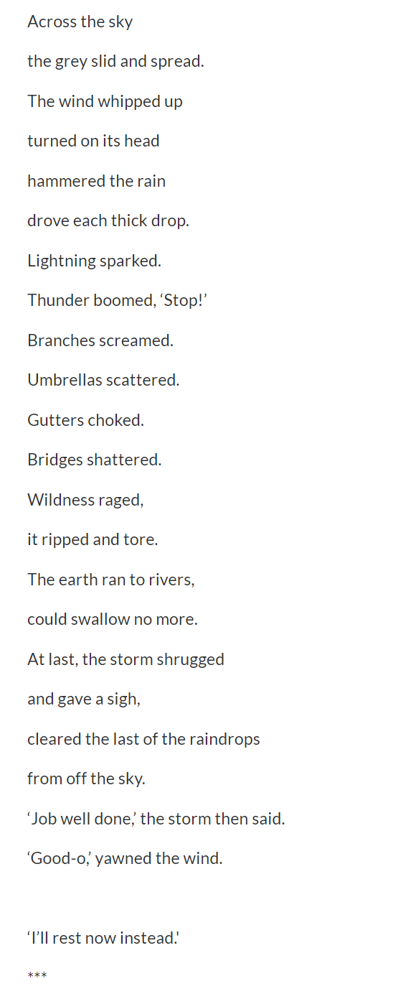 Across the sky
the grey slid and spread.
The wind whipped up
turned on its head
hammered the rain
drove each thick drop.
Lightning sparked.
Thunder boomed, ‘Stop!’
Branches screamed.
Umbrellas scattered.
Gutters choked.
Bridges shattered.
Wildness raged,
it ripped and tore.
The earth ran to rivers,
could swallow no more.
At last, the storm shrugged
and gave a sigh,
cleared the last of the raindrops
from off the sky.
‘Job well done,’ the storm then said.
‘Good-o,’ yawned the wind.
‘I’ll rest now instead.'
***